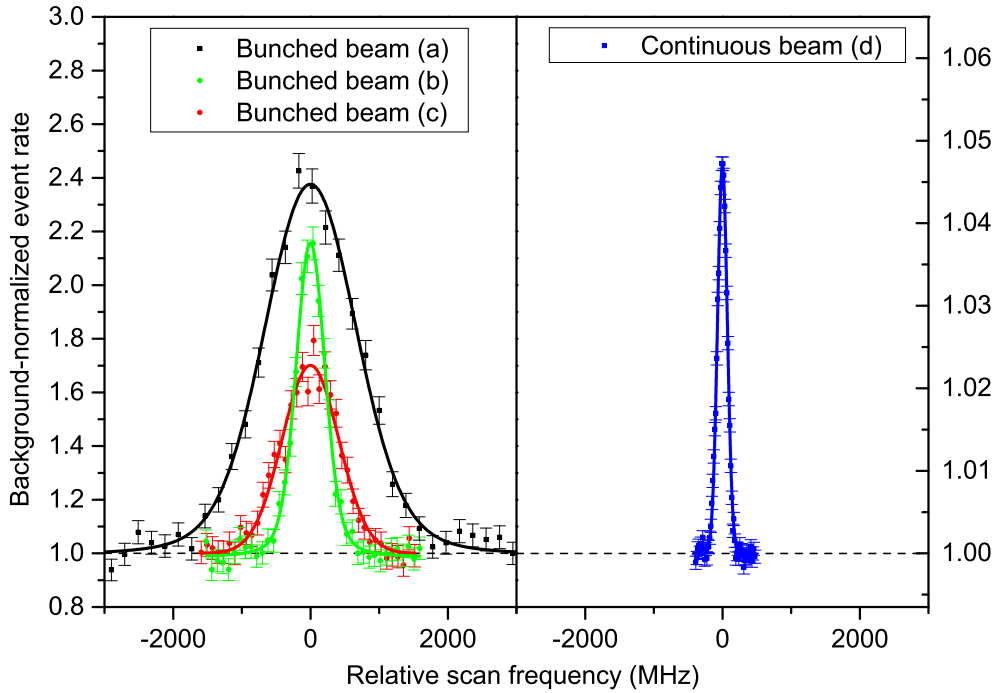 Background-normalized event rate
3.0
2.8
2.6
2.4
2.2
2.0
1.8
1.6
1.4
1.2
1.0
0.8
Bunched beam (a)
Bunched beam (b)
Bunched beam (c)
Continuous beam (d)
1.06
1.05
1.04
1.03
1.02
1.01
1.00
-2000 0 2000 -2000 0 2000
Relative scan frequency (MHz)